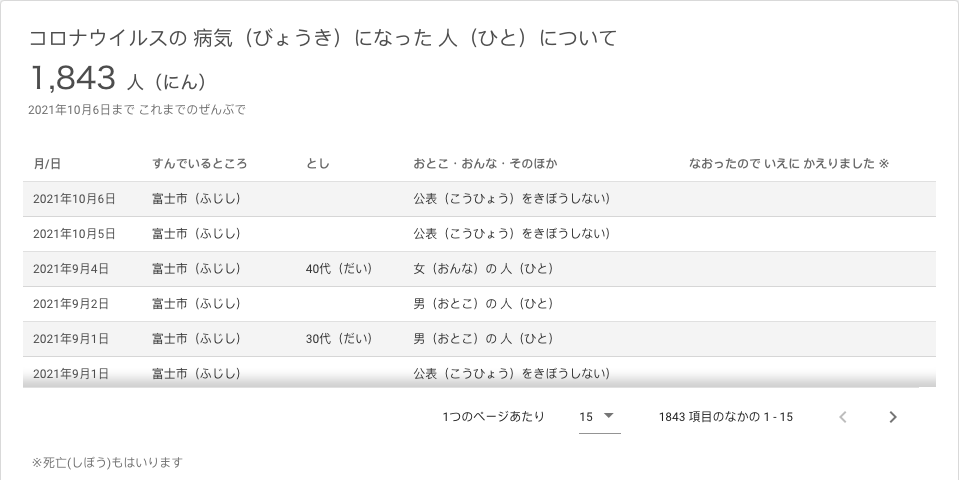 コロナウイルスの 病気（びょうき）になった 人（ひと）について
1,843 人（にん）
2021年10月6日まで これまでのぜんぶで
月/日 すんでいるところ とし おとこ・おんな・そのほか なおったので いえに かえりました ※
2021年10月6日 富士市（ふじし） 公表（こうひょう）をきぼうしない）
2021年10月5日 富士市（ふじし） 公表（こうひょう）をきぼうしない）
2021年9月4日 富士市（ふじし） 40代（だい） 女（おんな）の 人（ひと）
2021年9月2日 富士市（ふじし） 男（おとこ）の 人（ひと）
2021年9月1日 富士市（ふじし） 30代（だい） 男（おとこ）の 人（ひと）
2021年9月1日 富士市（ふじし） 公表（こうひょう）をきぼうしない）
1つのページあたり 15 1843 項目のなかの 1 - 15
※死亡(しぼう)もはいります